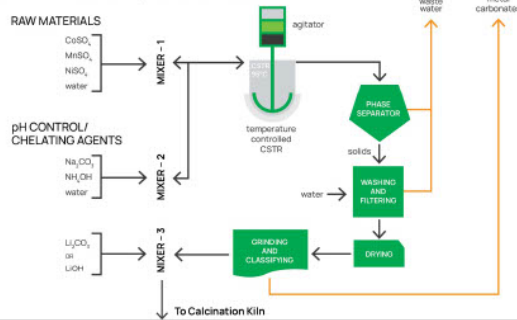 waste
water
metal
carbonate
RAW MATERIALS
CoSO₄
MnSO₄
NiSO₄
water
MIXER - 1
agitator
CSTR
temperature
controlled
CSTR
PHASE
SEPARATOR
pH CONTROL/
CHELATING AGENTS
Na₂CO₃
NH₄OH
water
MIXER - 2
solids
water
WASHING
AND
FILTERING
Li₂CO₃
OR
LiOH
MIXER - 3
GRINDING
AND
CLASSIFYING
DRYING
To Calcination Kiln